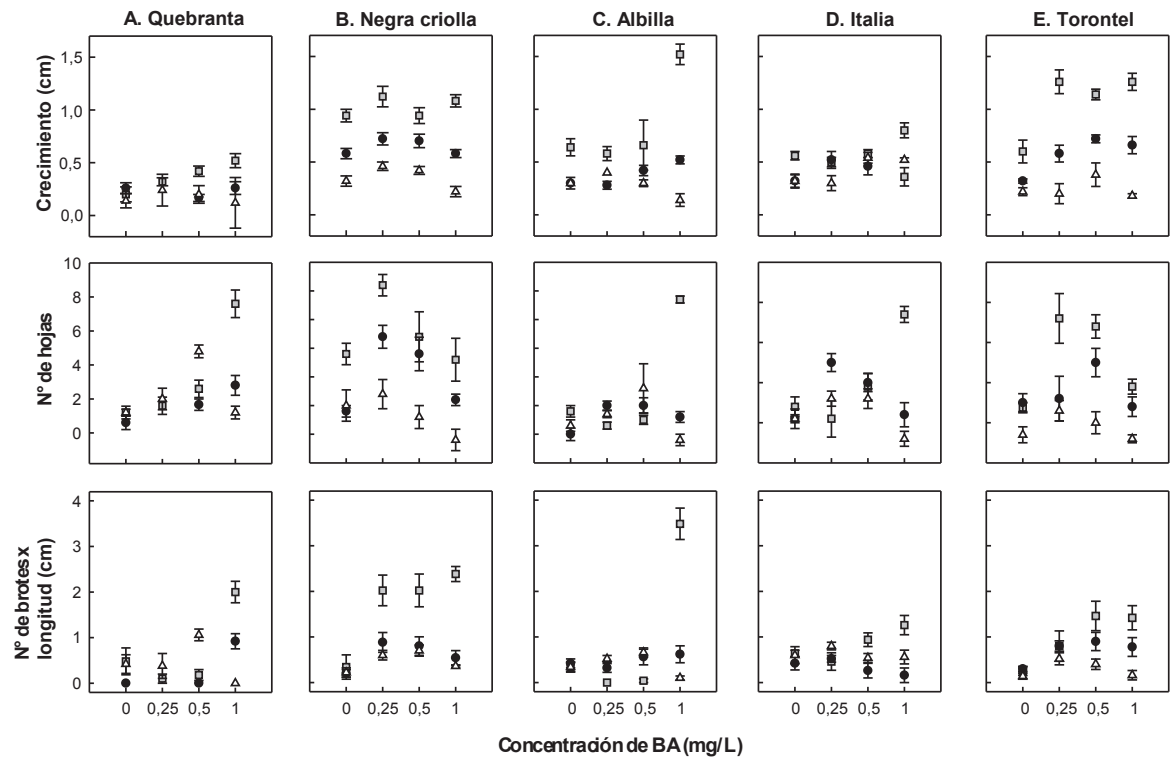 A. Quebranta B. Negra criolla C. Albilla D. Italia E. Torontel
Crecimiento (cm)
1,5
1,0
0,5
0,0
N° de hojas
10
8
6
4
2
0
N° de brotes x
longitud (cm)
4
3
2
1
0
0 0,25 0,5 1 0 0,25 0,5 1 0 0,25 0,5 1 0 0,25 0,5 1 0 0,25 0,5 1
Concentración de BA (mg/L)